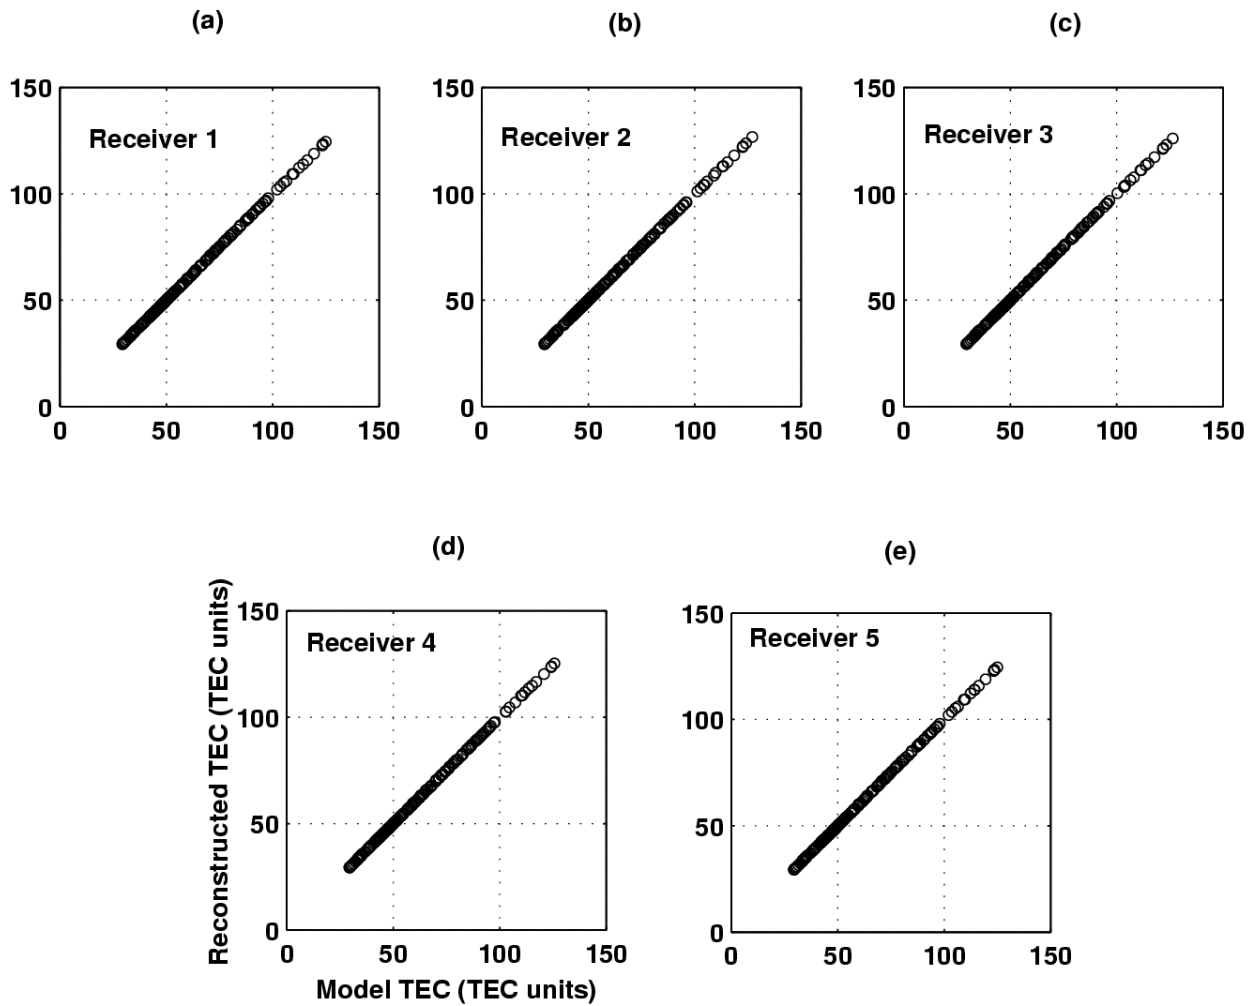 (a)
(b)
(c)
150
100
50
0
Receiver 1
0 50 100 150
150
100
50
0
Receiver 2
0 50 100 150
150
100
50
0
Receiver 3
0 50 100 150
(d)
(e)
Reconstructed TEC (TEC units)
150
100
50
0
Receiver 4
0 50 100 150
Model TEC (TEC units)
150
100
50
0
Receiver 5
0 50 100 150